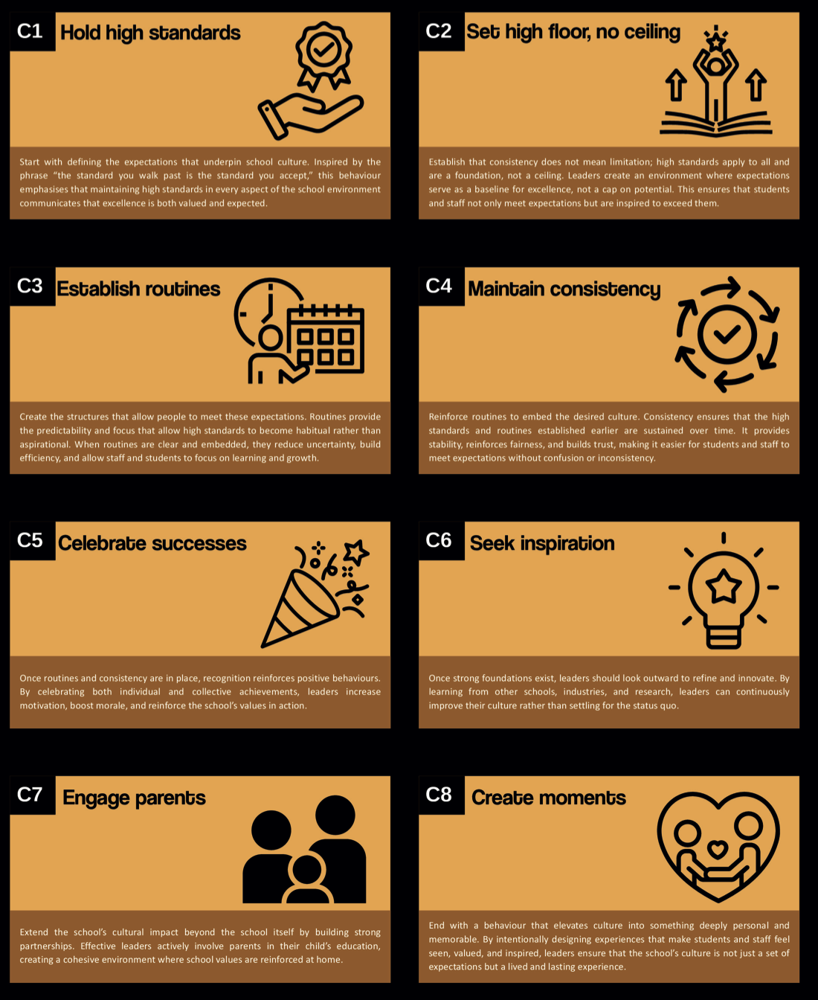 C1 Hold high standards
Start with defining the expectations that underpin school culture. Inspired by the
phrase “the standard you walk past is the standard you accept,” this behaviour
emphasises that maintaining high standards in every aspect of the school environment
communicates that excellence is both valued and expected.
C2 Set high floor, no ceiling
Establish that consistency does not mean limitation; high standards apply to all and
are a foundation, not a ceiling. Leaders create an environment where expectations
serve as a baseline for excellence, not a cap on potential. This ensures that students
and staff not only meet expectations but are inspired to exceed them.
C3 Establish routines
Create the structures that allow people to meet these expectations. Routines provide
the predictability and focus that allow high standards to become habitual rather than
aspirational. When routines are clear and embedded, they reduce uncertainty, build
efficiency, and allow staff and students to focus on learning and growth.
C4 Maintain consistency
Reinforce routines to embed the desired culture. Consistency ensures that the high
standards and routines established earlier are sustained over time. It provides
stability, reinforces fairness, and builds trust, making it easier for students and staff to
meet expectations without confusion or inconsistency.
C5 Celebrate successes
Once routines and consistency are in place, recognition reinforces positive behaviours.
By celebrating both individual and collective achievements, leaders increase
motivation, boost morale, and reinforce the school’s values in action.
C6 Seek inspiration
Once strong foundations exist, leaders should look outward to refine and innovate. By
learning from other schools, industries, and research, leaders can continuously
improve their culture rather than settling for the status quo.
C7 Engage parents
Extend the school’s cultural impact beyond the school itself by building strong
partnerships. Effective leaders actively involve parents in their child’s education,
creating a cohesive environment where school values are reinforced at home.
C8 Create moments
End with a behaviour that elevates culture into something deeply personal and
memorable. By intentionally designing experiences that make students and staff feel
seen, valued, and inspired, leaders ensure that the school’s culture is not just a set of
expectations but a lived and lasting experience.